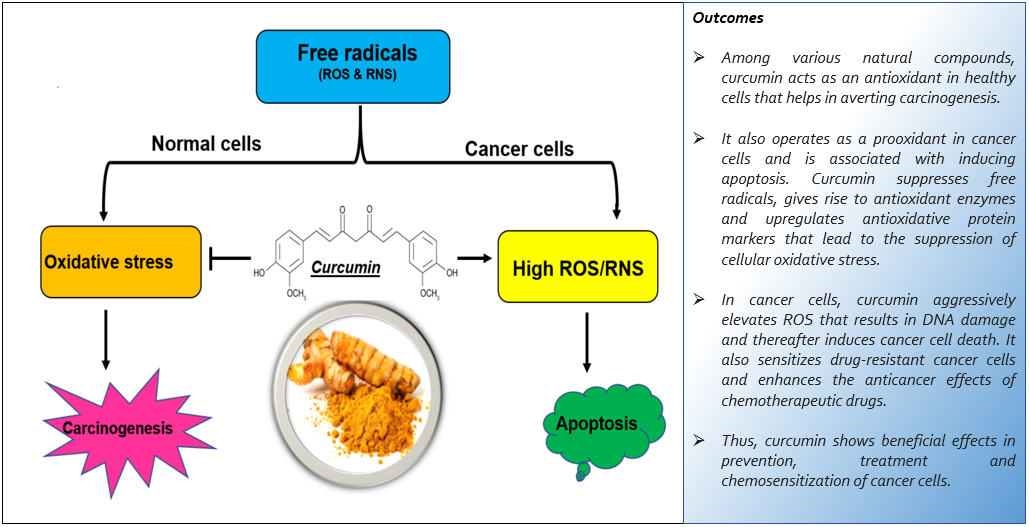 Free radicals
(ROS & RNS)
Normal cells
Cancer cells
Oxidative stress
O
O
HO
OCH3
Curcumin
OH
OCH3
High ROS/RNS
Carcinogenesis
Apoptosis
Outcomes
➢ Among various natural compounds,
curcumin acts as an antioxidant in healthy
cells that helps in averting carcinogenesis.
➢ It also operates as a prooxidant in cancer
cells and is associated with inducing
apoptosis. Curcumin suppresses free
radicals, gives rise to antioxidant enzymes
and upregulates antioxidative protein
markers that lead to the suppression of
cellular oxidative stress.
➢ In cancer cells, curcumin aggressively
elevates ROS that results in DNA damage
and thereafter induces cancer cell death. It
also sensitizes drug-resistant cancer cells
and enhances the anticancer effects of
chemotherapeutic drugs.
➢ Thus, curcumin shows beneficial effects in
prevention, treatment and
chemosensitization of cancer cells.